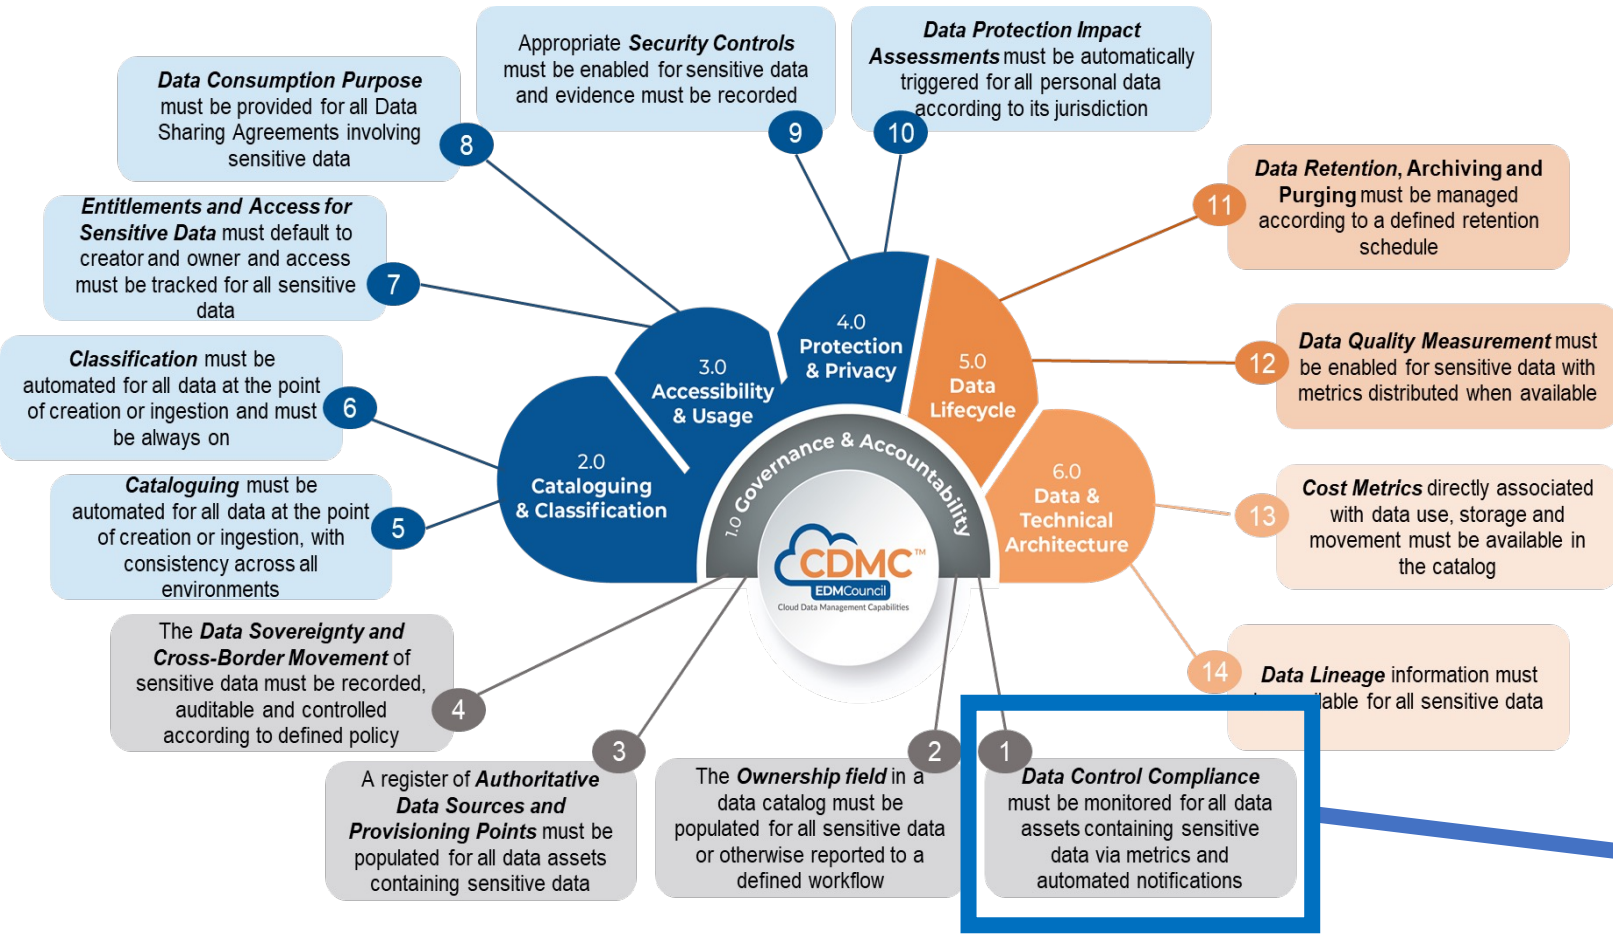 Data Consumption Purpose
must be provided for all Data
Sharing Agreements involving
sensitive data
8
Appropriate Security Controls
must be enabled for sensitive data
and evidence must be recorded
9
Data Protection Impact
Assessments must be automatically
triggered for all personal data
according to its jurisdiction
10
Entitlements and Access for
Sensitive Data must default to
creator and owner and access
must be tracked for all sensitive
data
7
Data Retention, Archiving and
Purging must be managed
according to a defined retention
schedule
11
Classification must be
automated for all data at the point
of creation or ingestion and must
be always on
6
Data Quality Measurement must
be enabled for sensitive data with
metrics distributed when available
12
Cataloguing must be
automated for all data at the point
of creation or ingestion, with
consistency across all
environments
5
Cost Metrics directly associated
with data use, storage and
movement must be available in
the catalog
13
2.0
Cataloguing
& Classification
3.0
Accessibility
& Usage
4.0
Protection
& Privacy
5.0
Data
Lifecycle
6.0
Data &
Technical
Architecture
1.0 Governance & Accountability
CDMC™
EDMCouncil
Cloud Data Management Capabilities
The Data Sovereignty and
Cross-Border Movement of
sensitive data must be recorded,
auditable and controlled
according to defined policy
4
Data Lineage information must
lable for all sensitive data
14
A register of Authoritative
Data Sources and
Provisioning Points must be
populated for all data assets
containing sensitive data
3
The Ownership field in a
data catalog must be
populated for all sensitive data
or otherwise reported to a
defined workflow
2
Data Control Compliance
must be monitored for all data
assets containing sensitive
data via metrics and
automated notifications
1